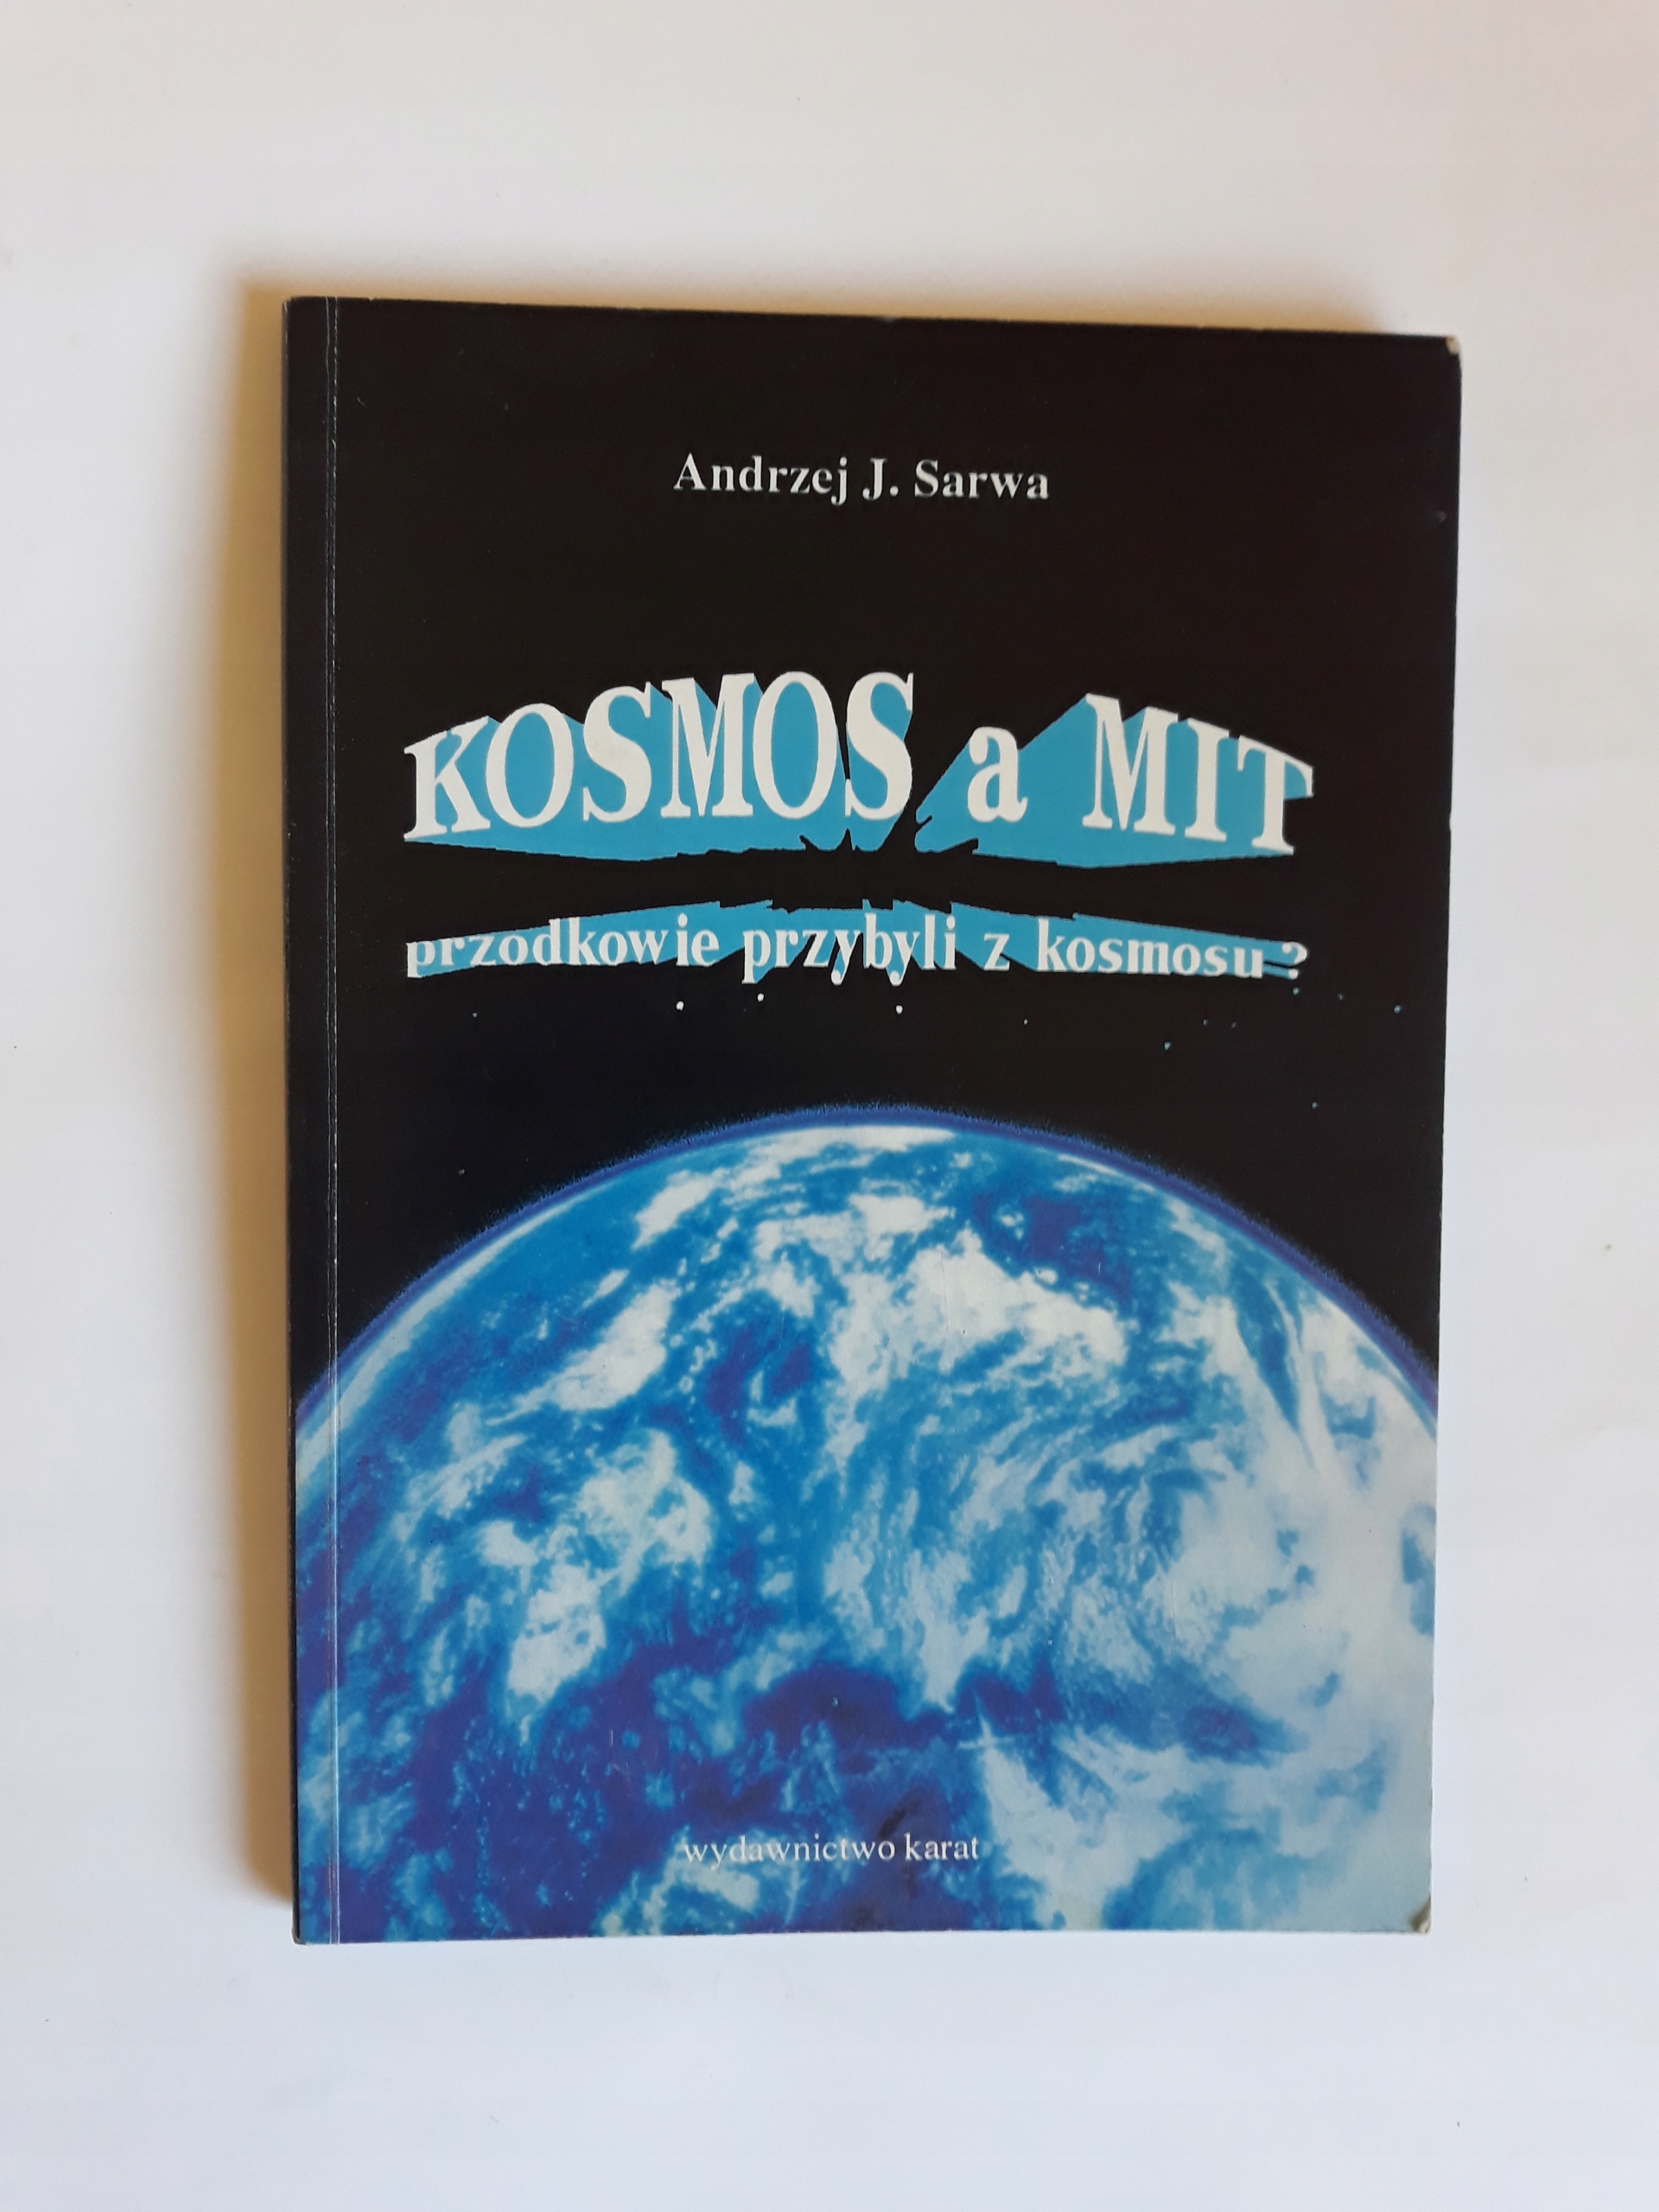 Andrzej J. Sarwa
KOSMOS a MIT
przodkowie przybyli z kosmosu?
wydawnictwo karat